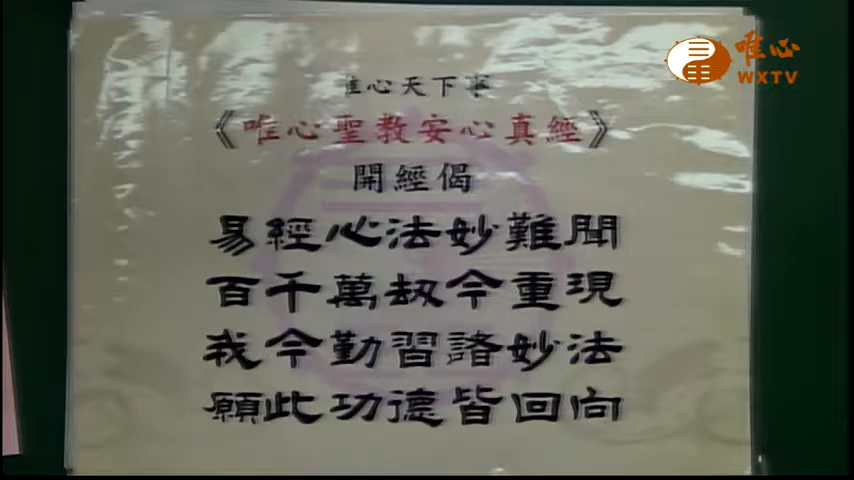 唯心
WXTV
唯心天下事
《唯心聖教安心真經》
開經偈
易經心法妙難聞
百千萬劫今重現
我今勤習諸妙法
願此功德皆回向